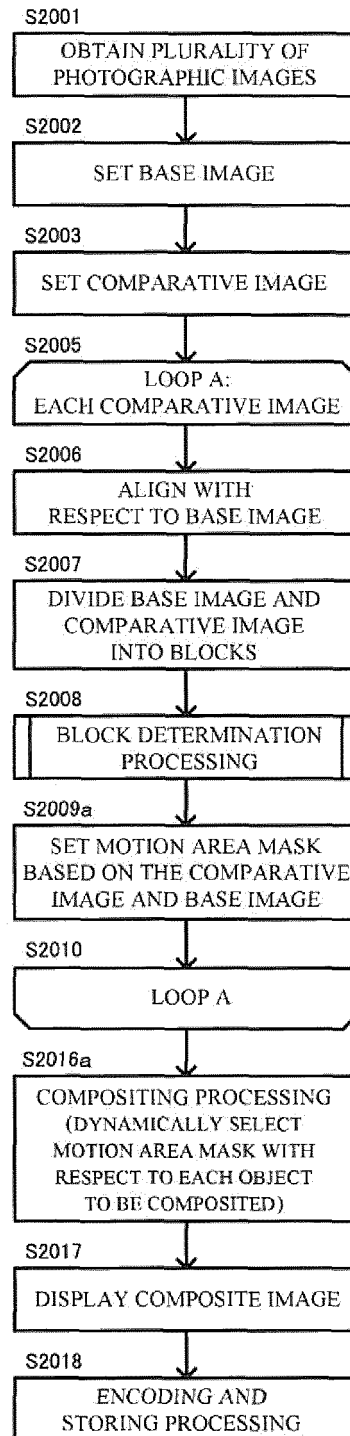 S2001
OBTAIN PLURALITY OF
PHOTOGRAPHIC IMAGES
S2002
SET BASE IMAGE
S2003
SET COMPARATIVE IMAGE
S2005
LOOP A:
EACH COMPARATIVE IMAGE
S2006
ALIGN WITH
RESPECT TO BASE IMAGE
S2007
DIVIDE BASE IMAGE AND
COMPARATIVE IMAGE
INTO BLOCKS
S2008
BLOCK DETERMINATION
PROCESSING
S2009a
SET MOTION AREA MASK
BASED ON THE COMPARATIVE
IMAGE AND BASE IMAGE
S2010
LOOP A
S2016a
COMPOSITING PROCESSING
(DYNAMICALLY SELECT
MOTION AREA MASK WITH
RESPECT TO EACH OBJECT
TO BE COMPOSITED)
S2017
DISPLAY COMPOSITE IMAGE
S2018
ENCODING AND
STORING PROCESSING